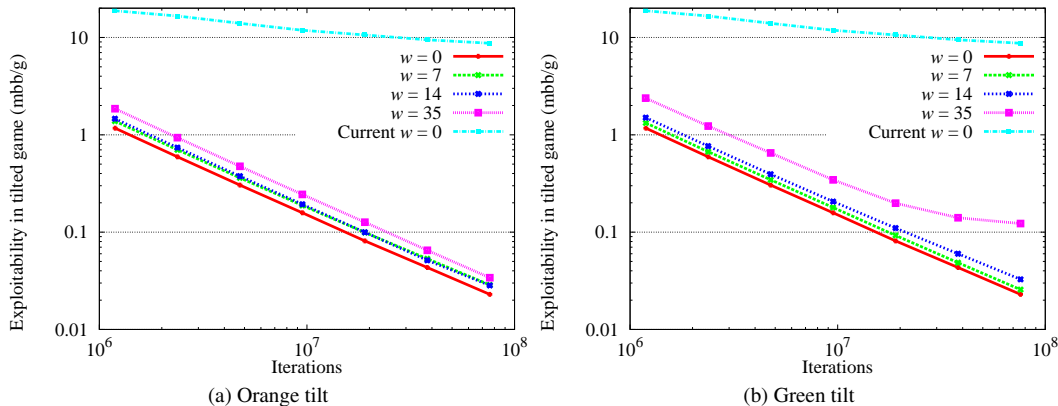 Exploitability in tilted game (mbb/g)
10
1
0.1
0.01
10^6
10^7
10^8
w = 0
w = 7
w = 14
w = 35
Current w = 0
Iterations
(a) Orange tilt
Exploitability in tilted game (mbb/g)
10
1
0.1
0.01
10^6
10^7
10^8
w = 0
w = 7
w = 14
w = 35
Current w = 0
Iterations
(b) Green tilt